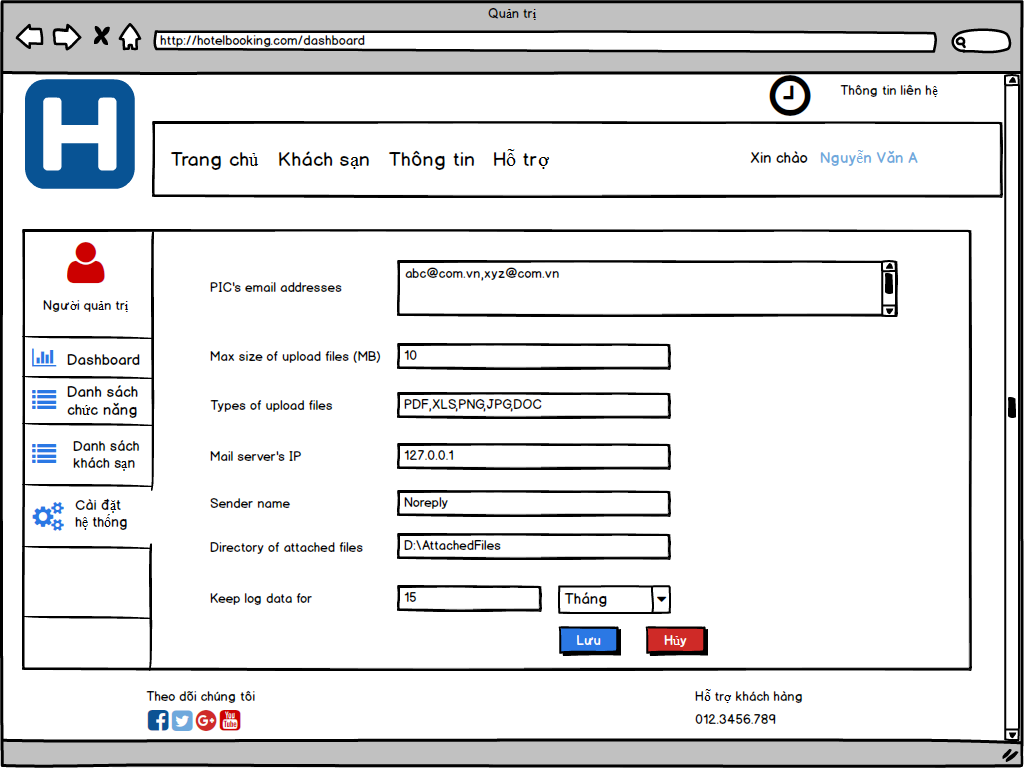 Quản trị
http://hotelbooking.com/dashboard
H
Thông tin liên hệ
Trang chủ Khách sạn Thông tin Hỗ trợ
Xin chào Nguyễn Văn A
Người quản trị
Dashboard
Danh sách
chức năng
Danh sách
khách sạn
Cài đặt
hệ thống
PIC's email addresses
abc@com.vn,xyz@com.vn
Max size of upload files (MB)
10
Types of upload files
PDF,XLS,PNG,JPG,DOC
Mail server's IP
127.0.0.1
Sender name
Noreply
Directory of attached files
D:\AttachedFiles
Keep log data for
15
Tháng
Lưu
Hủy
Theo dõi chúng tôi
You
Tube
Hỗ trợ khách hàng
012.3456.789